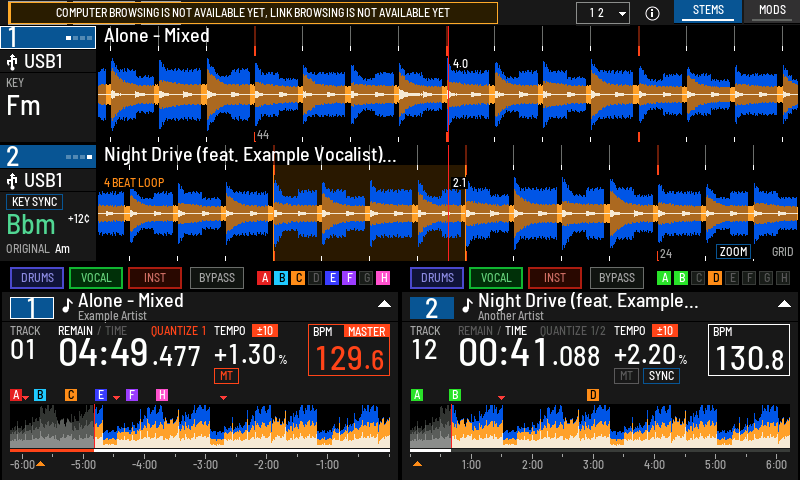 COMPUTER BROWSING IS NOT AVAILABLE YET, LINK BROWSING IS NOT AVAILABLE YET
1 2
STEMS
MODS
1
Alone - Mixed
USB1
4.0
KEY
Fm
44
2
Night Drive (feat. Example Vocalist)...
USB1
4 BEAT LOOP
2.1
KEY SYNC
Bbm
+12¢
ORIGINAL Am
24
ZOOM
GRID
DRUMS VOCAL INST BYPASS A B C D E F G H
DRUMS VOCAL INST BYPASS A B C D E F G H
1
Alone - Mixed
Example Artist
TRACK
01
REMAIN / TIME
QUANTIZE 1
04:49.477
TEMPO ±10
+1.30%
MT
BPM MASTER
129.6
A B C E F H
-6:00 -5:00 -4:00 -3:00 -2:00 -1:00
2
Night Drive (feat. Example...
Another Artist
TRACK
12
REMAIN / TIME
QUANTIZE 1/2
00:41.088
TEMPO ±10
+2.20%
MT SYNC
BPM
130.8
A B D
1:00 2:00 3:00 4:00 5:00 6:00